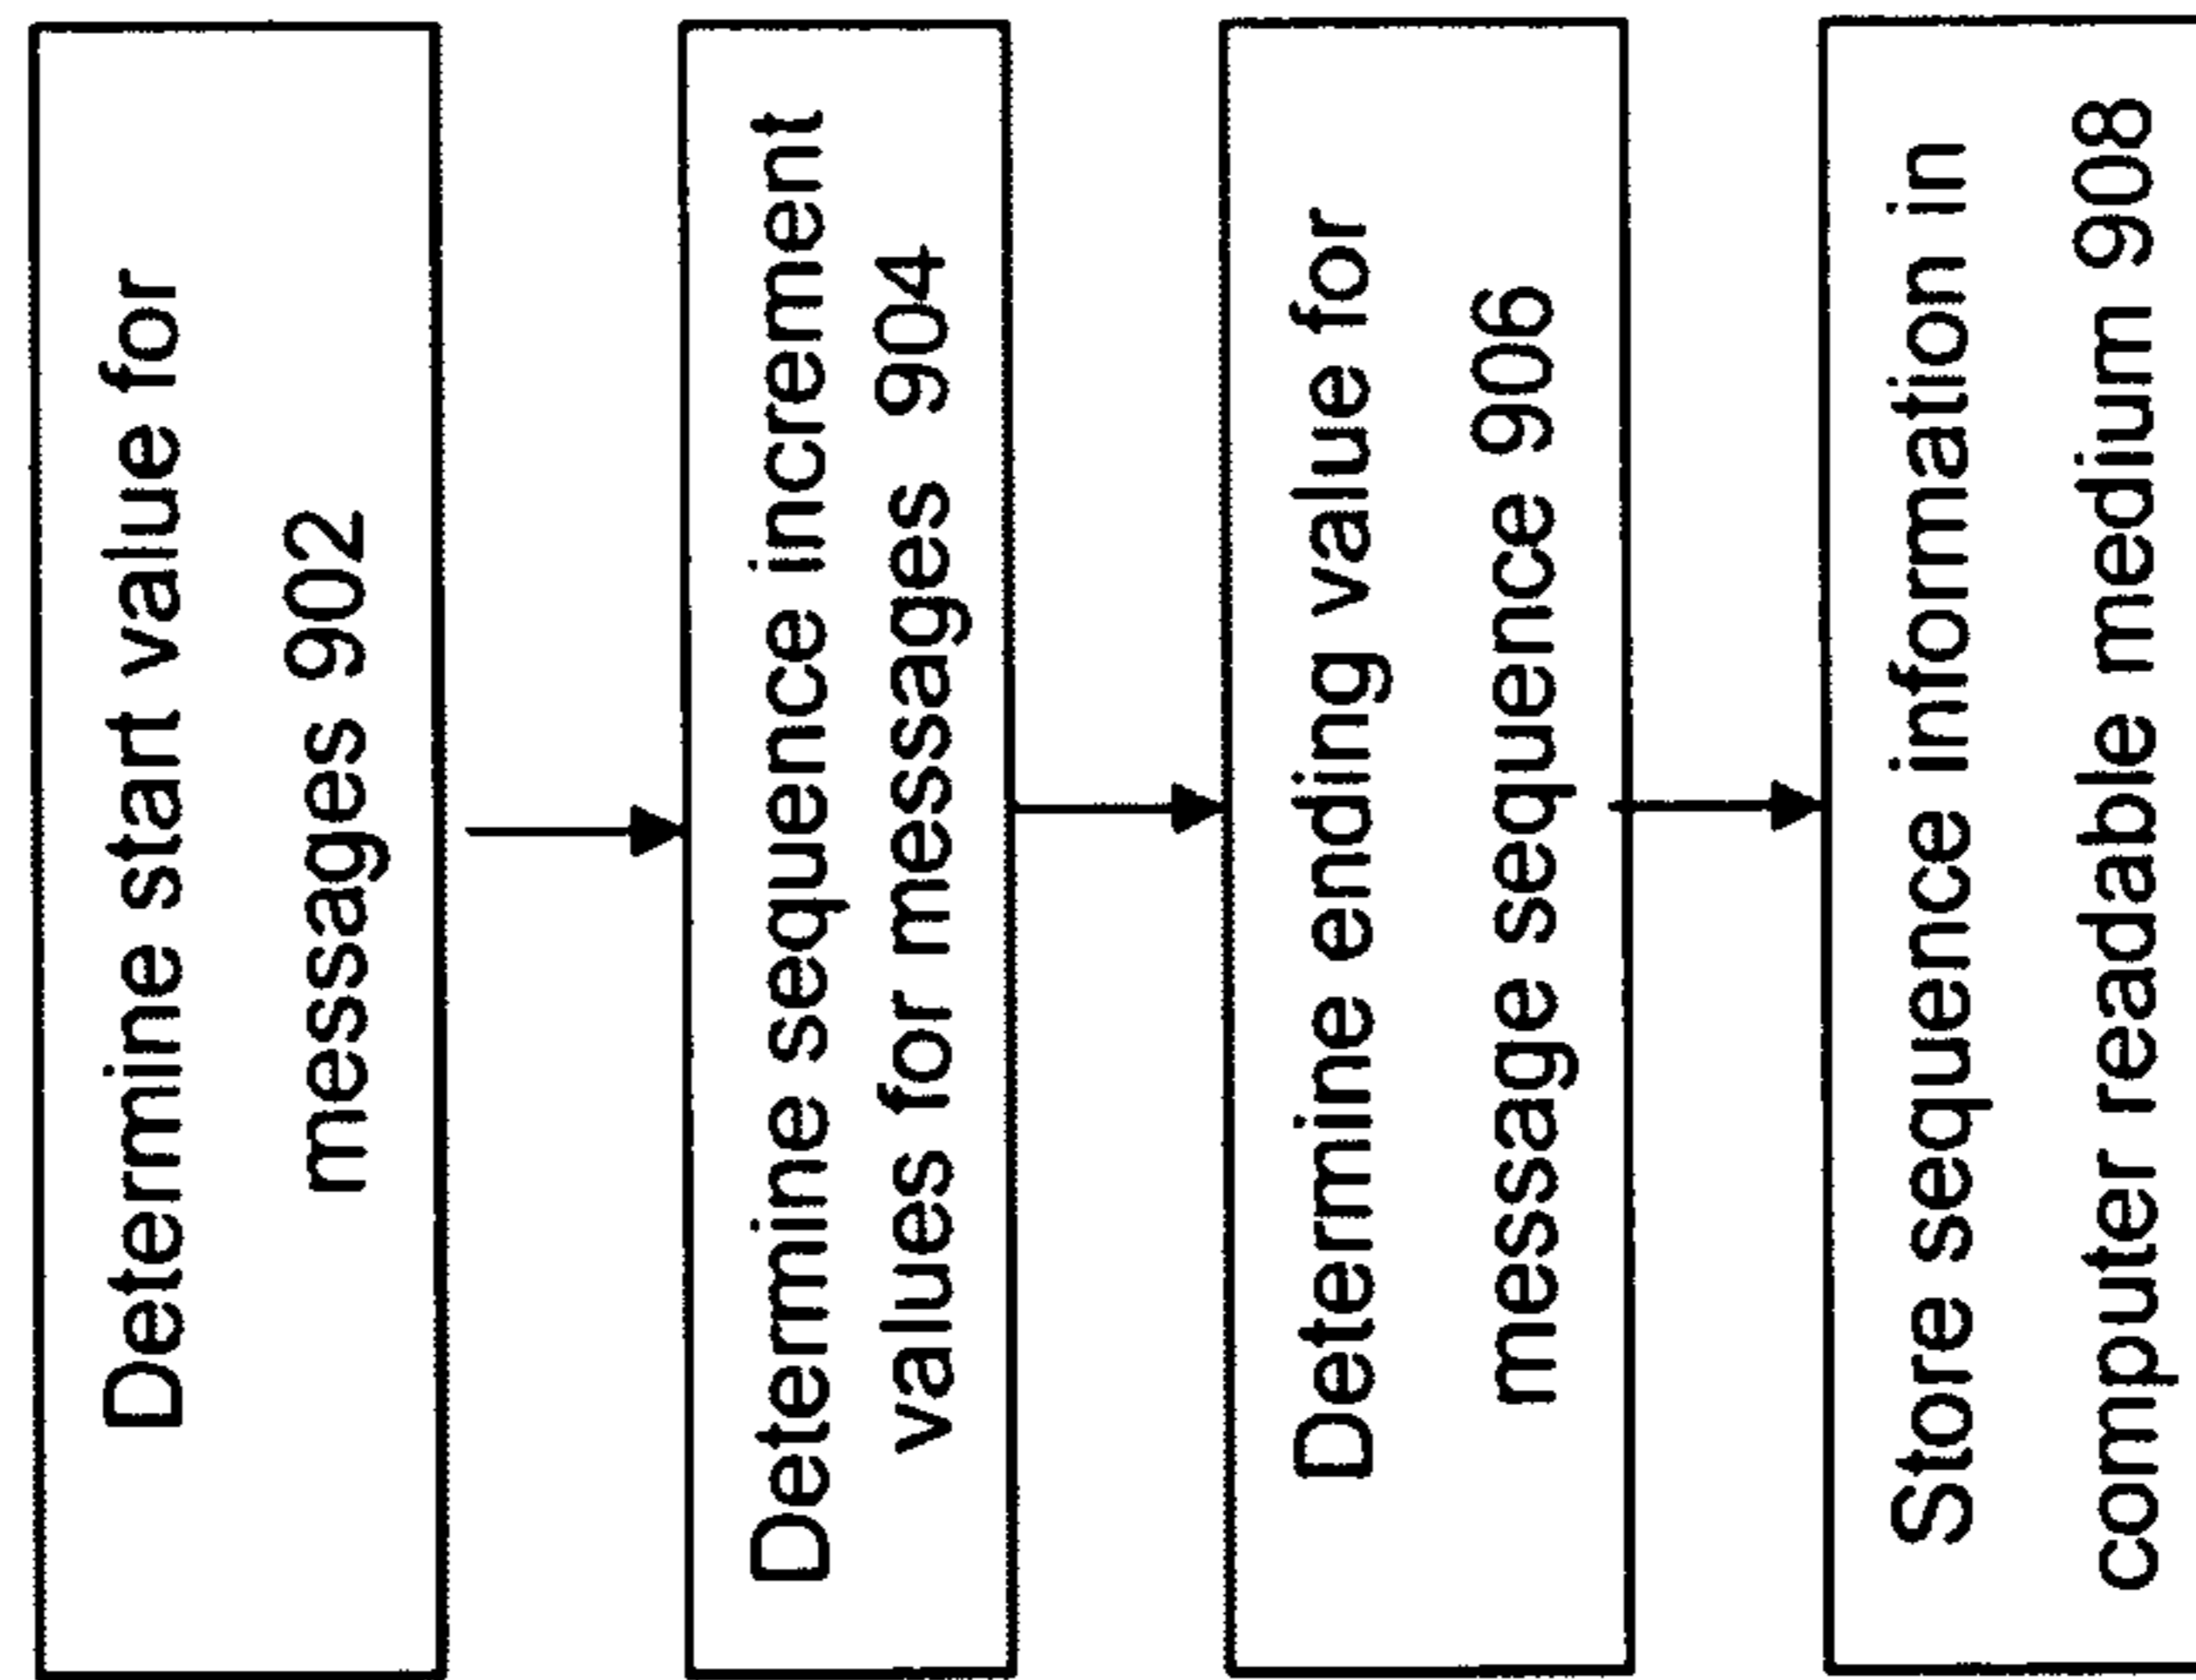 Determine start value for
messages 902
Determine sequence increment
values for messages 904
Determine ending value for
message sequence 906
Store sequence information in
computer readable medium 908